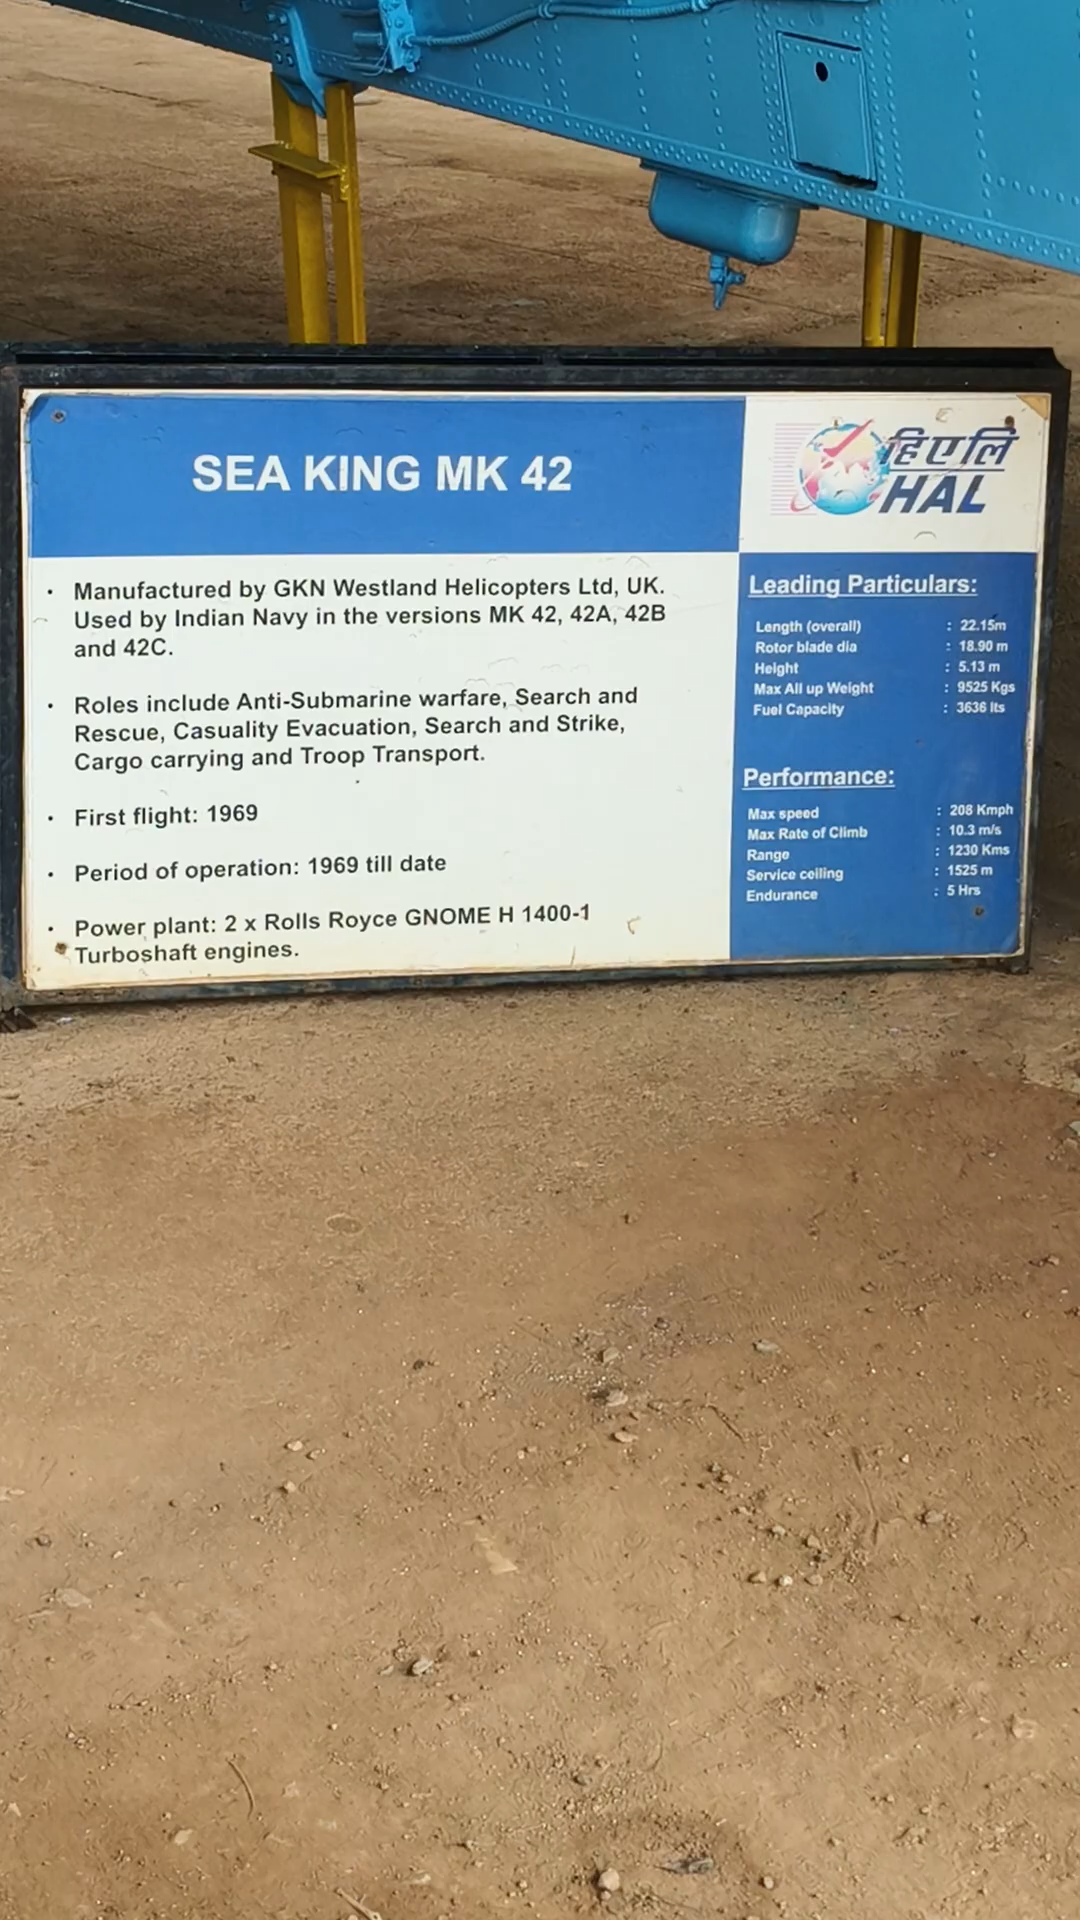 SEA KING MK 42
हिएलि
HAL
• Manufactured by GKN Westland Helicopters Ltd, UK.
Used by Indian Navy in the versions MK 42, 42A, 42B
and 42C.
• Roles include Anti-Submarine warfare, Search and
Rescue, Casuality Evacuation, Search and Strike,
Cargo carrying and Troop Transport.
• First flight: 1969
• Period of operation: 1969 till date
• Power plant: 2 x Rolls Royce GNOME H 1400-1
Turboshaft engines.
Leading Particulars:
Length (overall) : 22.15m
Rotor blade dia : 18.90 m
Height : 5.13 m
Max All up Weight : 9525 Kgs
Fuel Capacity : 3636 lts
Performance:
Max speed : 208 Kmph
Max Rate of Climb : 10.3 m/s
Range : 1230 Kms
Service ceiling : 1525 m
Endurance : 5 Hrs